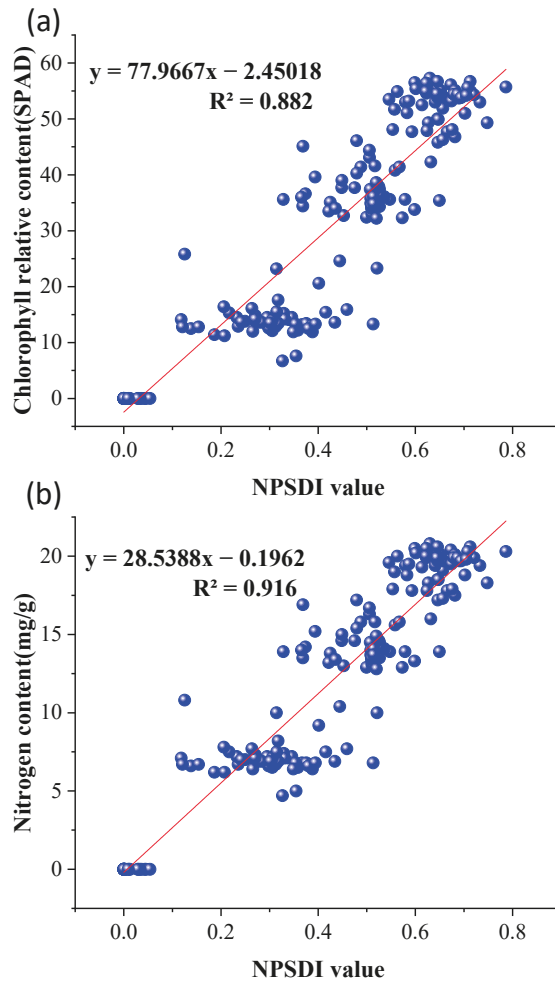 (a)
y = 77.9667x − 2.45018
R² = 0.882
Chlorophyll relative content(SPAD)
60
50
40
30
20
10
0
0.0 0.2 0.4 0.6 0.8
NPSDI value
(b)
y = 28.5388x − 0.1962
R² = 0.916
Nitrogen content(mg/g)
20
15
10
5
0
0.0 0.2 0.4 0.6 0.8
NPSDI value